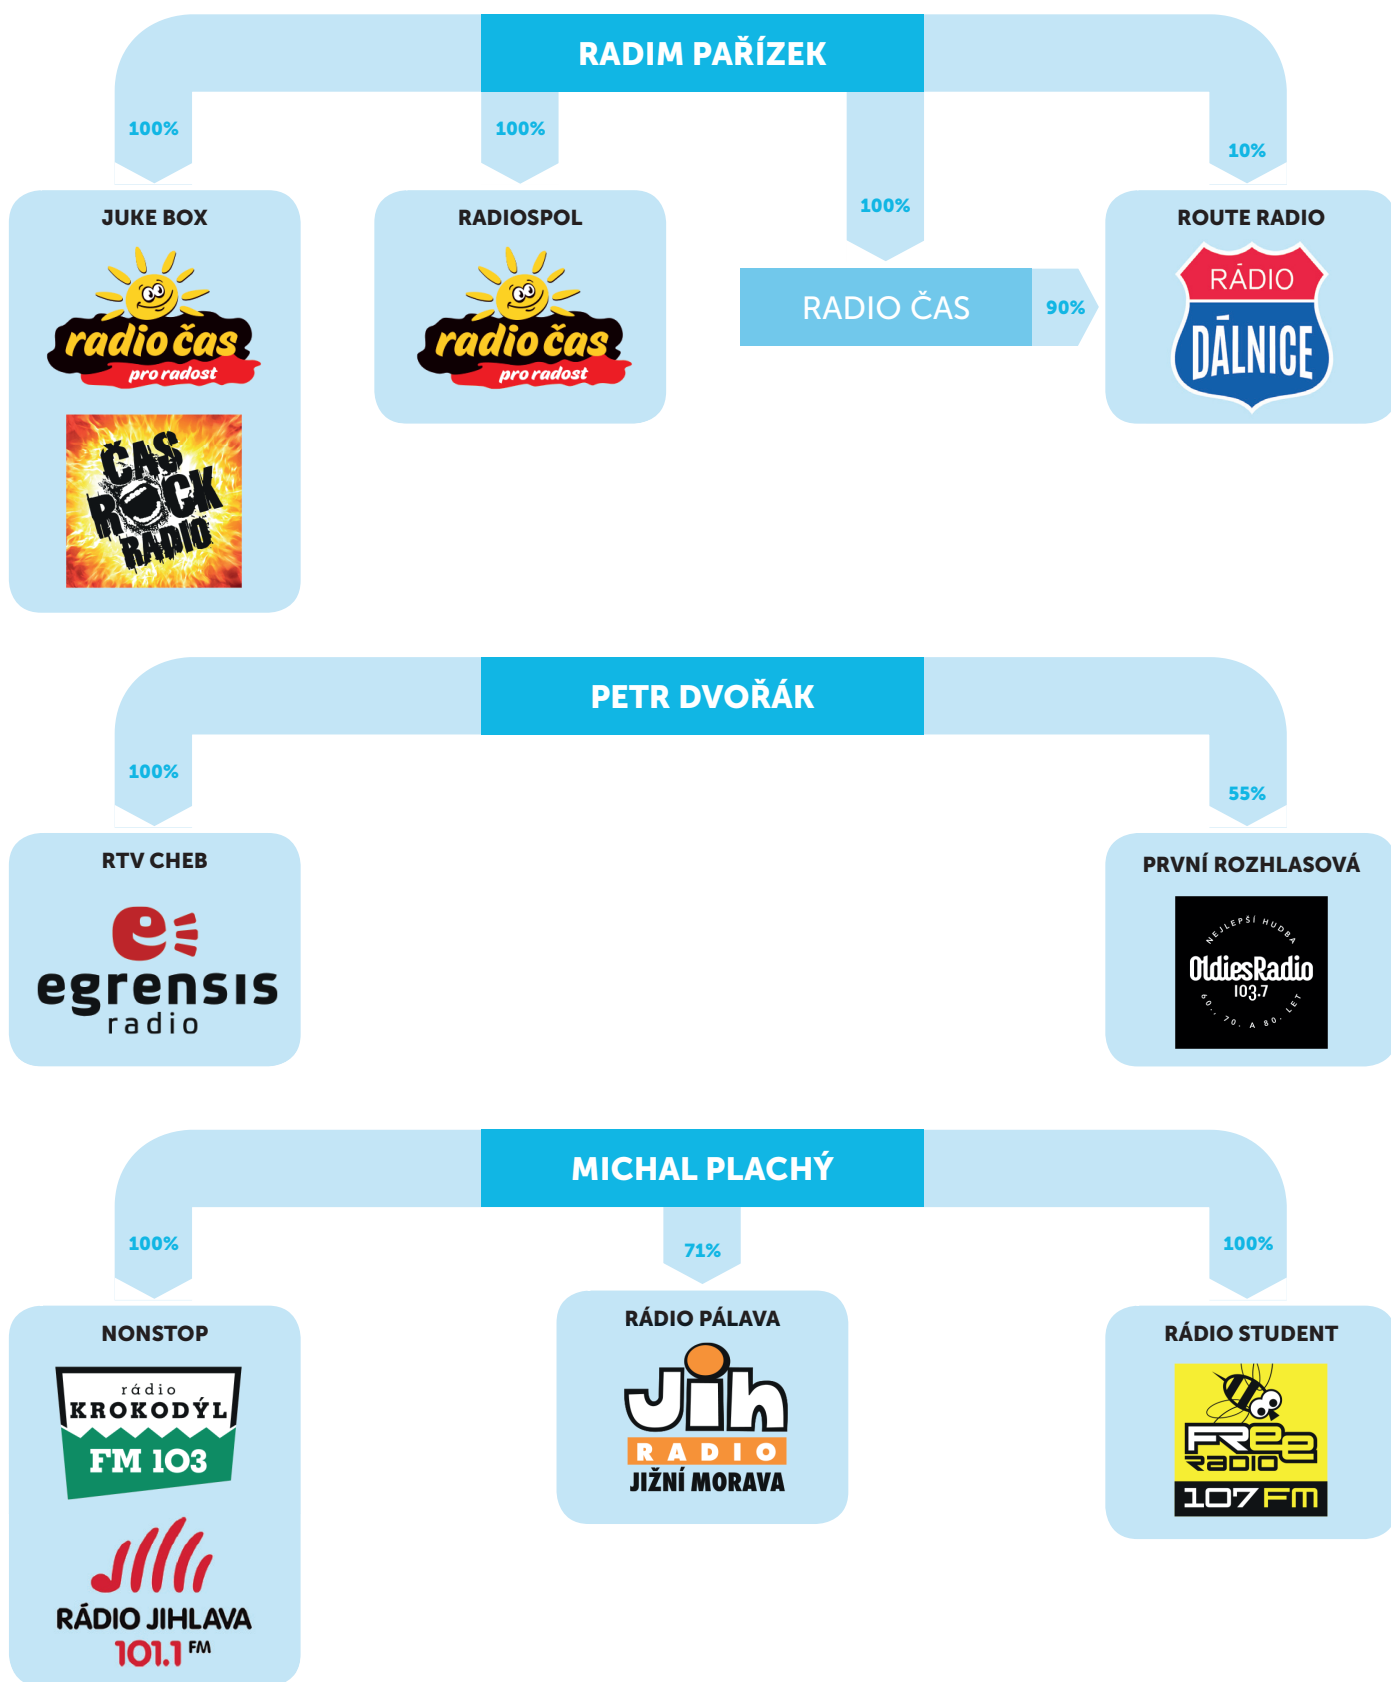 RADIM PAŘÍZEK
100%
100%
100%
10%
JUKE BOX
radio čas
pro radost
ČAS
ROCK
RADIO
RADIOSPOL
radio čas
pro radost
RADIO ČAS
90%
ROUTE RADIO
RÁDIO
DÁLNICE
PETR DVOŘÁK
100%
55%
RTV CHEB
e
egrensis
radio
PRVNÍ ROZHLASOVÁ
NEJLEPŠÍ HUDBA
OldiesRadio
103.7
60., 70. A 80. LET
MICHAL PLACHÝ
100%
71%
100%
NONSTOP
rádio
KROKODÝL
FM 103
RÁDIO JIHLAVA
101.1 FM
RÁDIO PÁLAVA
Jih
RADIO
JIŽNÍ MORAVA
RÁDIO STUDENT
FRee
RADIO
107 FM